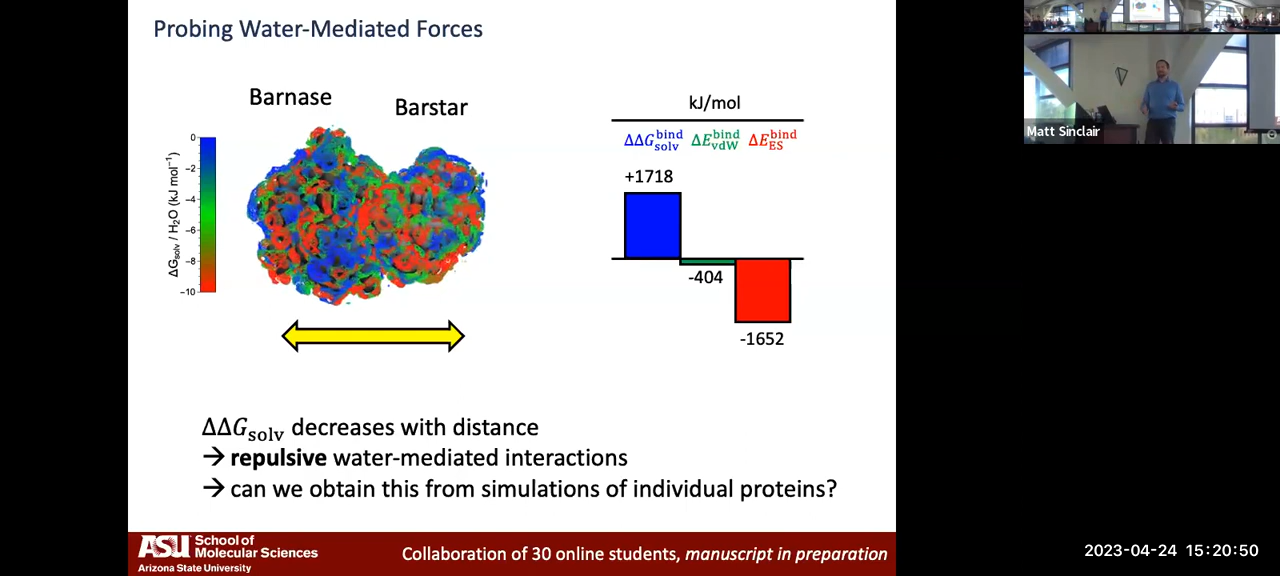 Probing Water-Mediated Forces
Barnase
Barstar
kJ/mol
ΔΔG_solv^bind ΔE_vdW^bind ΔE_ES^bind
+1718
-404
-1652
0
−2
−4
−6
−8
−10
ΔG_solv / H₂O (kJ mol⁻¹)
ΔΔG_solv decreases with distance
→ repulsive water-mediated interactions
→ can we obtain this from simulations of individual proteins?
ASU School of
Molecular Sciences
Arizona State University
Collaboration of 30 online students, manuscript in preparation
Matt Sinclair
2023-04-24 15:20:50